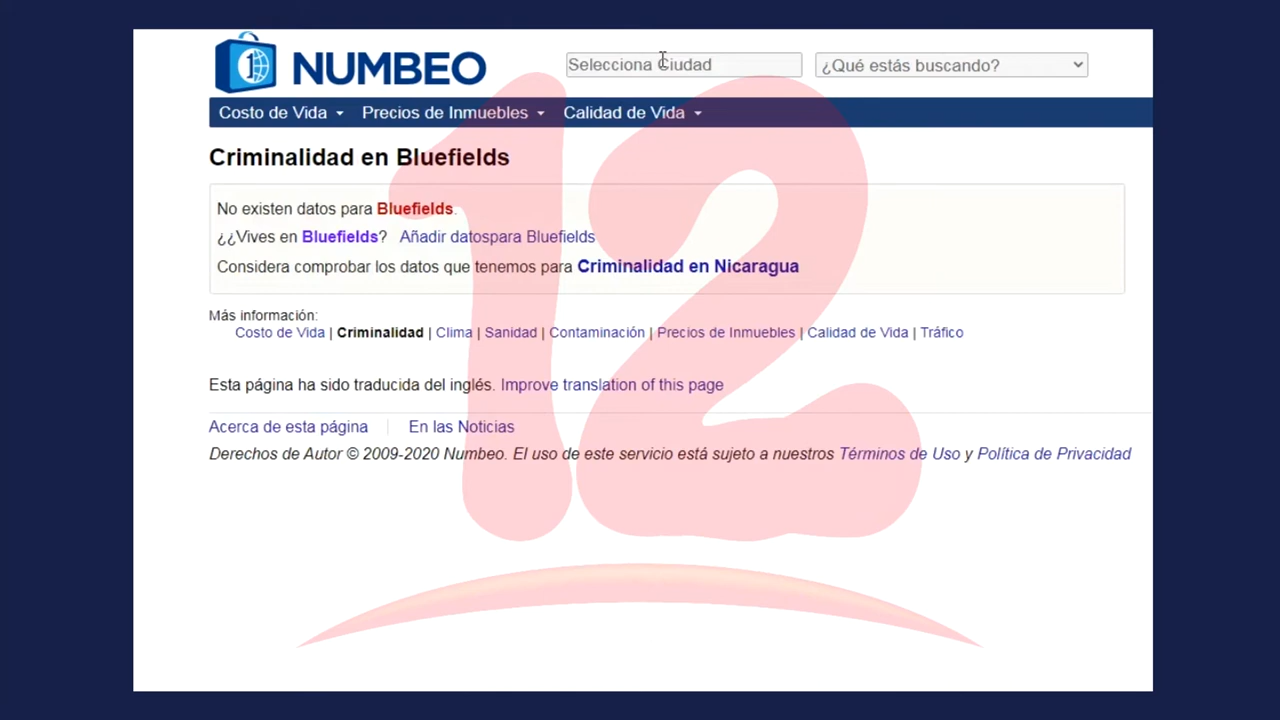 NUMBEO
Selecciona Ciudad
¿Qué estás buscando?
Costo de Vida
Precios de Inmuebles
Calidad de Vida
Criminalidad en Bluefields
No existen datos para Bluefields.
¿¿Vives en Bluefields? Añadir datospara Bluefields
Considera comprobar los datos que tenemos para Criminalidad en Nicaragua
Más información:
Costo de Vida | Criminalidad | Clima | Sanidad | Contaminación | Precios de Inmuebles | Calidad de Vida | Tráfico
Esta página ha sido traducida del inglés. Improve translation of this page
Acerca de esta página
En las Noticias
Derechos de Autor © 2009-2020 Numbeo. El uso de este servicio está sujeto a nuestros Términos de Uso y Política de Privacidad
12